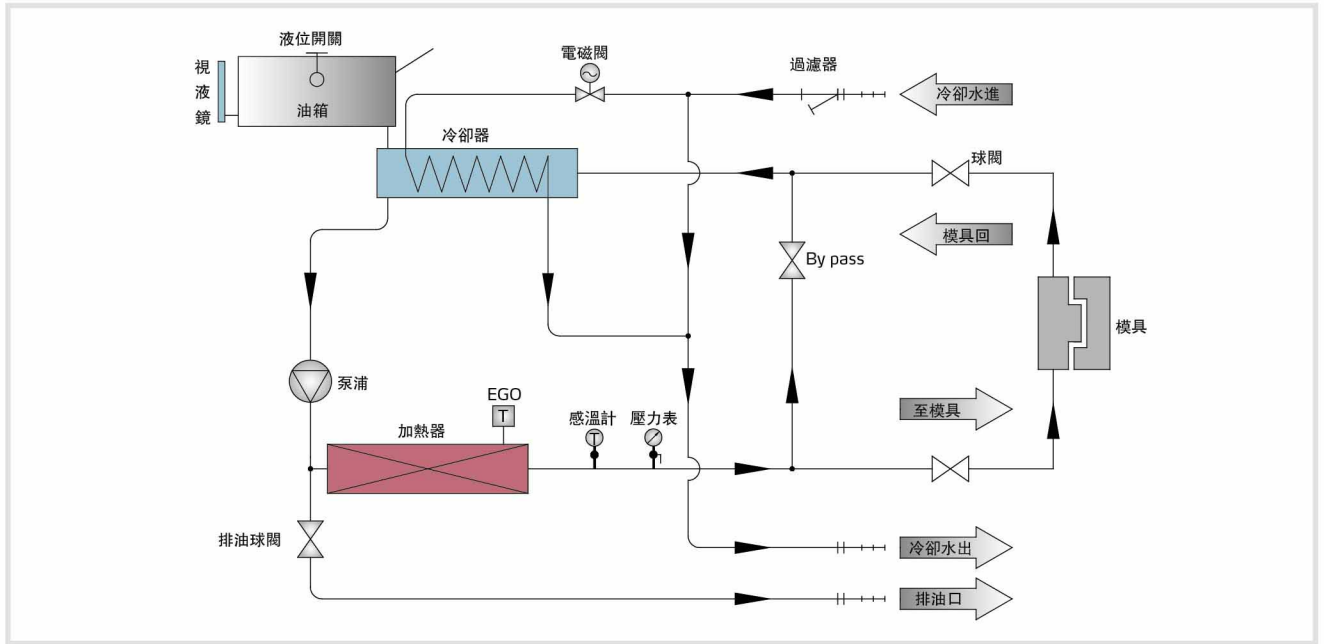 液位開關
視液鏡
油箱
電磁閥
過濾器
冷卻水進
冷卻器
球閥
模具回
By pass
模具
泵浦
EGO
T
至模具
加熱器
感溫計
T
壓力表
排油球閥
冷卻水出
排油口